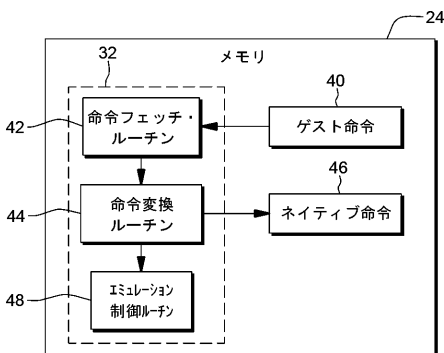 24
メモリ
32
42
命令フェッチ・
ルーチン
40
ゲスト命令
44
命令変換
ルーチン
46
ネイティブ命令
48
ｴﾐｭﾚｰｼｮﾝ
制御ﾙｰﾁﾝ